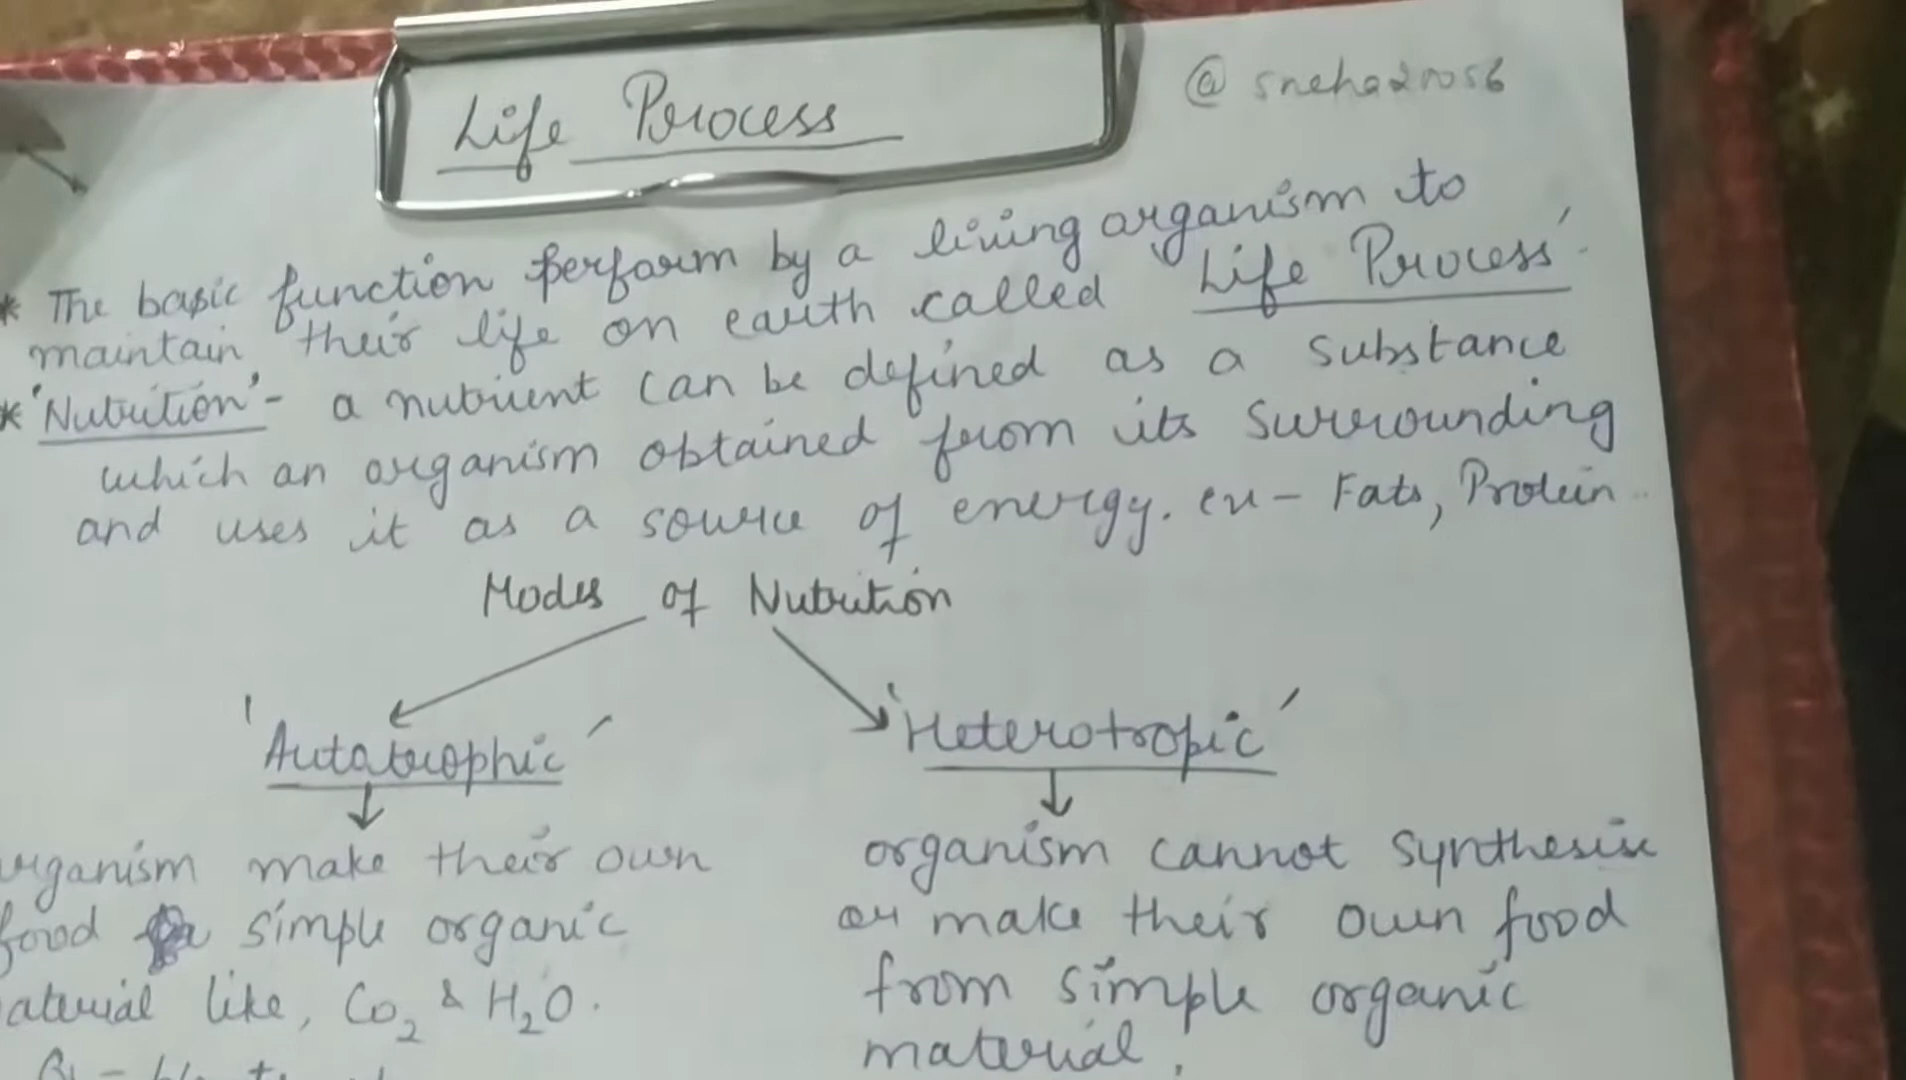 Life Process
@ sneha21056
* The basic function perform by a living organism to
maintain their life on earth called 'Life Process'.
* 'Nutrition' - a nutrient can be defined as a substance
which an organism obtained from its surrounding
and uses it as a source of energy. ex - Fats, Protein
Modes of Nutrition
'Autotrophic' 'Heterotropic'
organism make their own
food simple organic
material like, Co2 & H2O.
organism cannot synthesise
or make their own food
from simple organic
material.